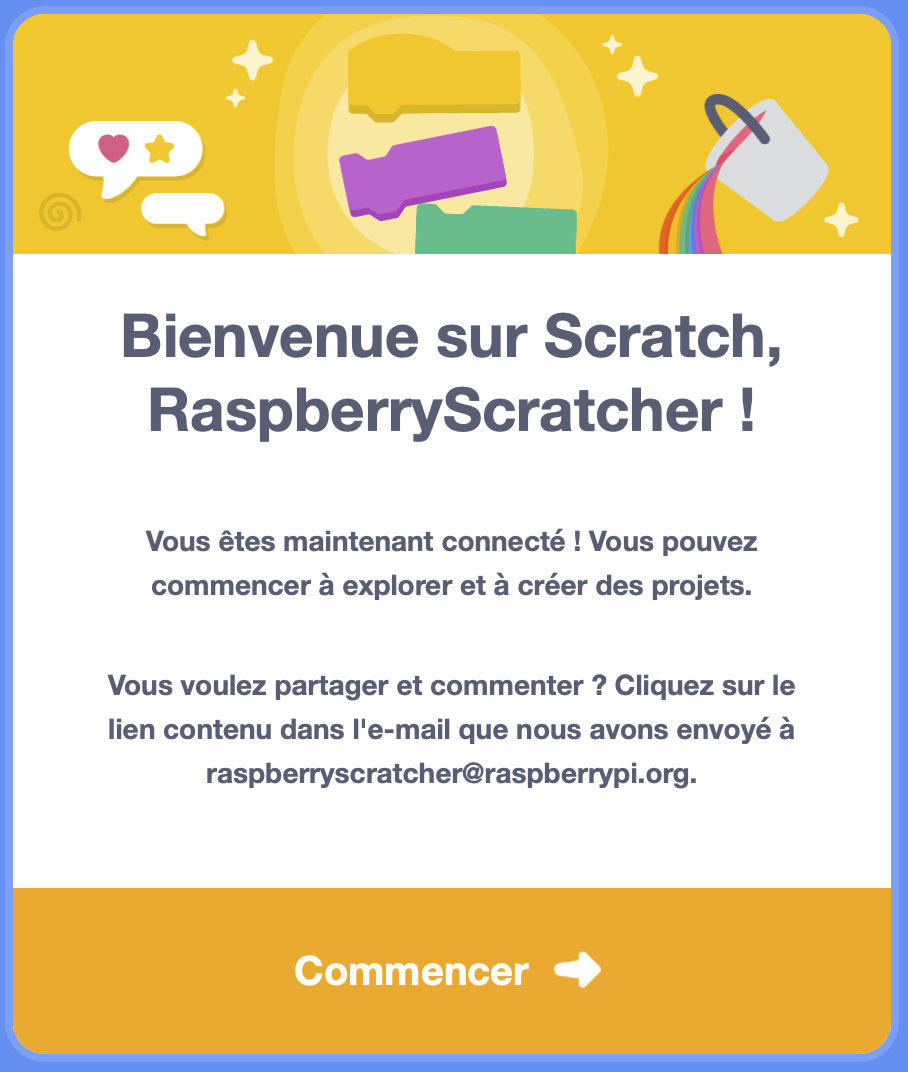 Bienvenue sur Scratch,
RaspberryScratcher !
Vous êtes maintenant connecté ! Vous pouvez
commencer à explorer et à créer des projets.
Vous voulez partager et commenter ? Cliquez sur le
lien contenu dans l'e-mail que nous avons envoyé à
raspberryscratcher@raspberrypi.org.
Commencer